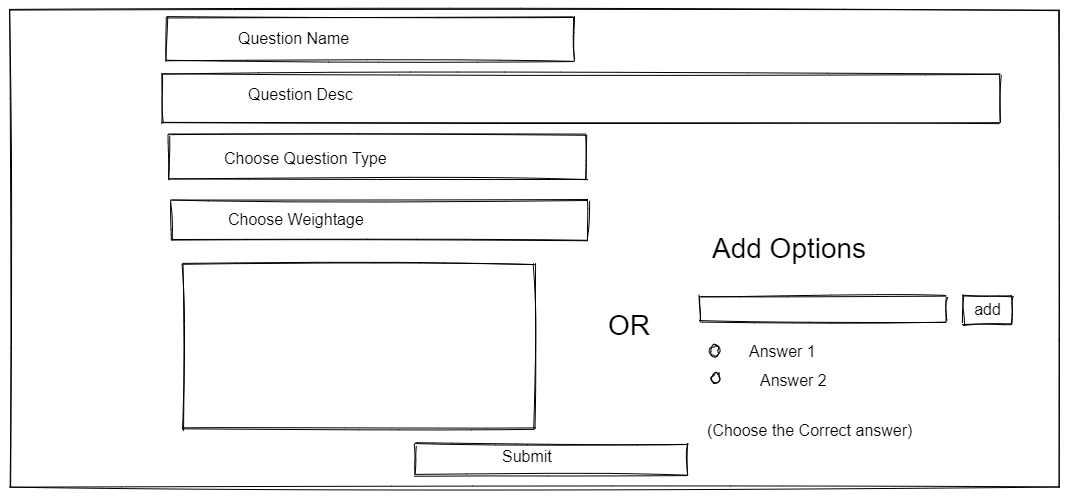 Question Name
Question Desc
Choose Question Type
Choose Weightage
Add Options
OR
add
Answer 1
Answer 2
(Choose the Correct answer)
Submit